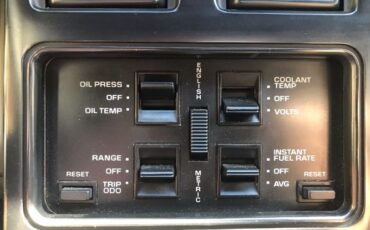 OIL PRESS
OFF
OIL TEMP
ENGLISH
COOLANT
TEMP
OFF
VOLTS
RANGE
OFF
TRIP
ODO
RESET
METRIC
INSTANT
FUEL RATE
OFF
AVG
RESET